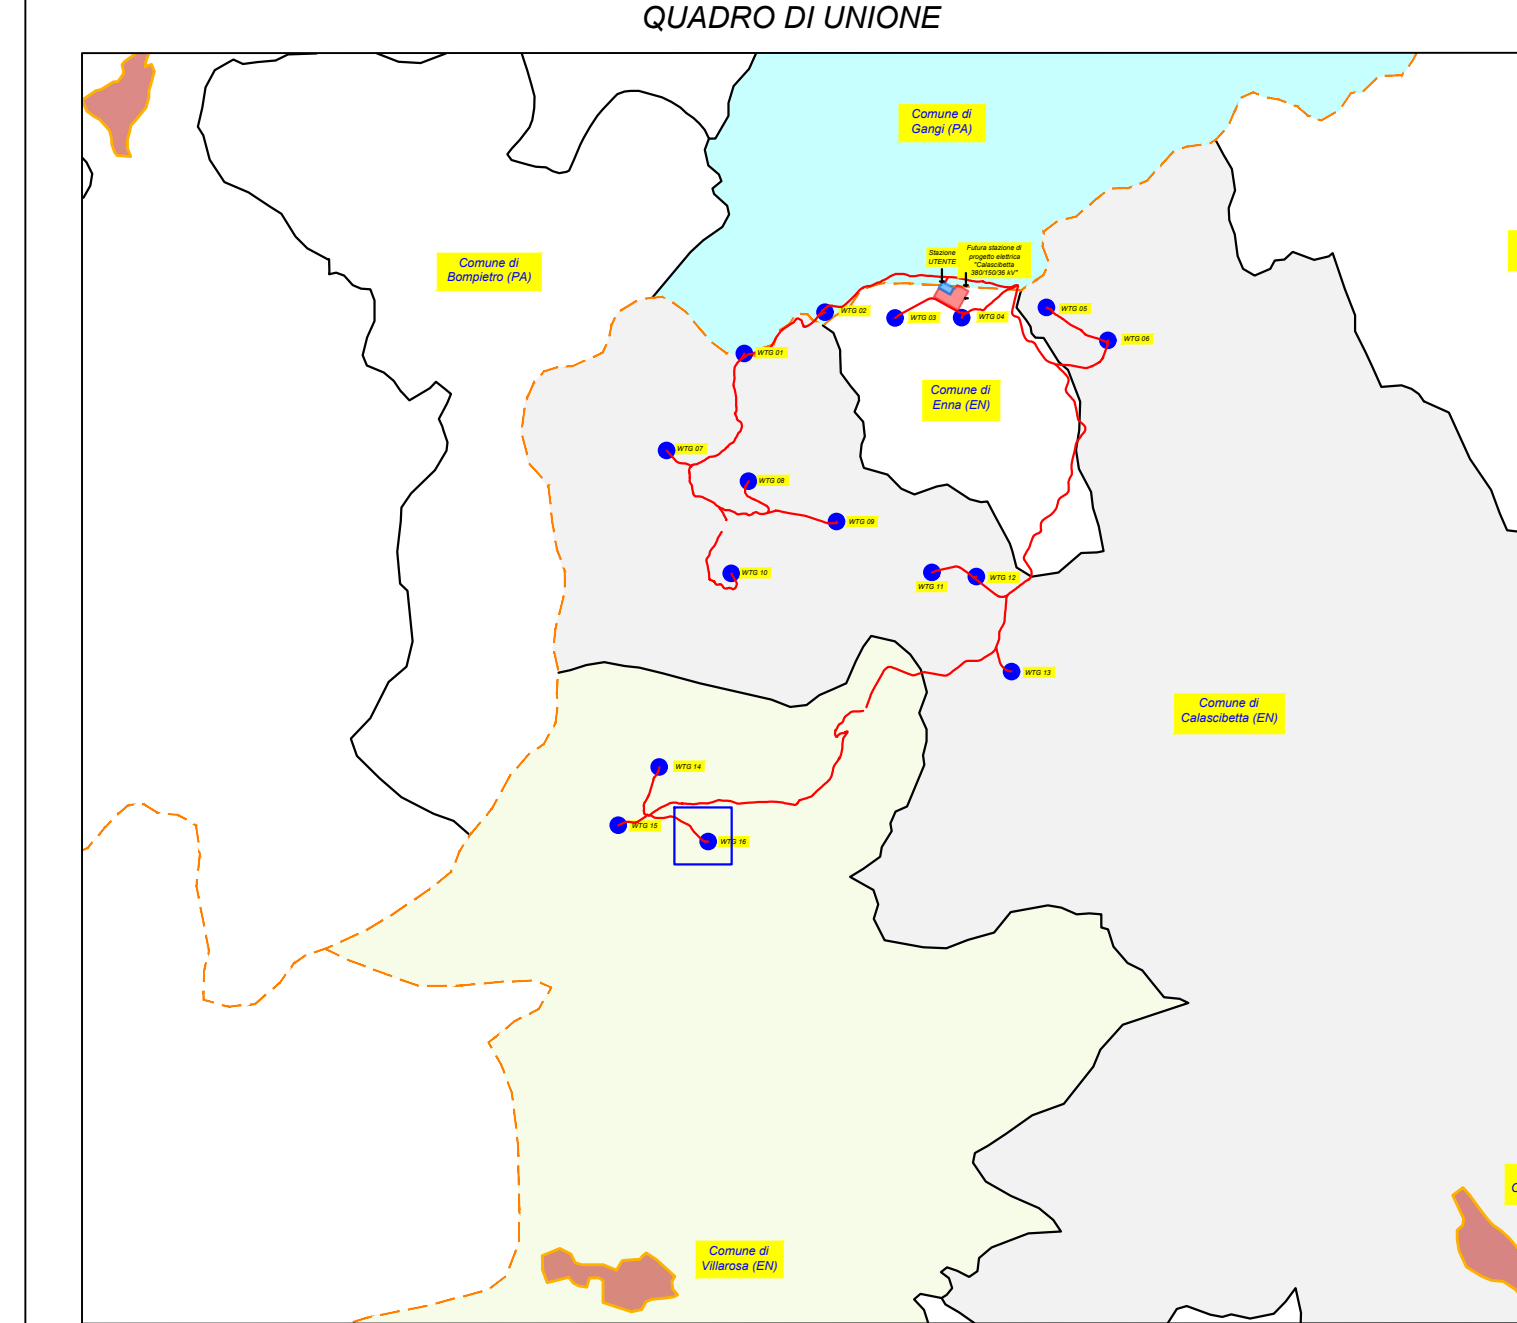 QUADRO DI UNIONE
Comune di
Gangi (PA)
Comune di
Bompietro (PA)
Stazione
UTENTE
Futura stazione di
progetto elettrica
"Calascibetta
380/150/36 kV"
WTG 02
WTG 03
WTG 04
WTG 05
WTG 06
WTG 01
Comune di
Enna (EN)
WTG 07
WTG 08
WTG 09
WTG 10
WTG 11
WTG 12
WTG 13
Comune di
Calascibetta (EN)
WTG 14
WTG 15
WTG 16
Comune di
Villarosa (EN)